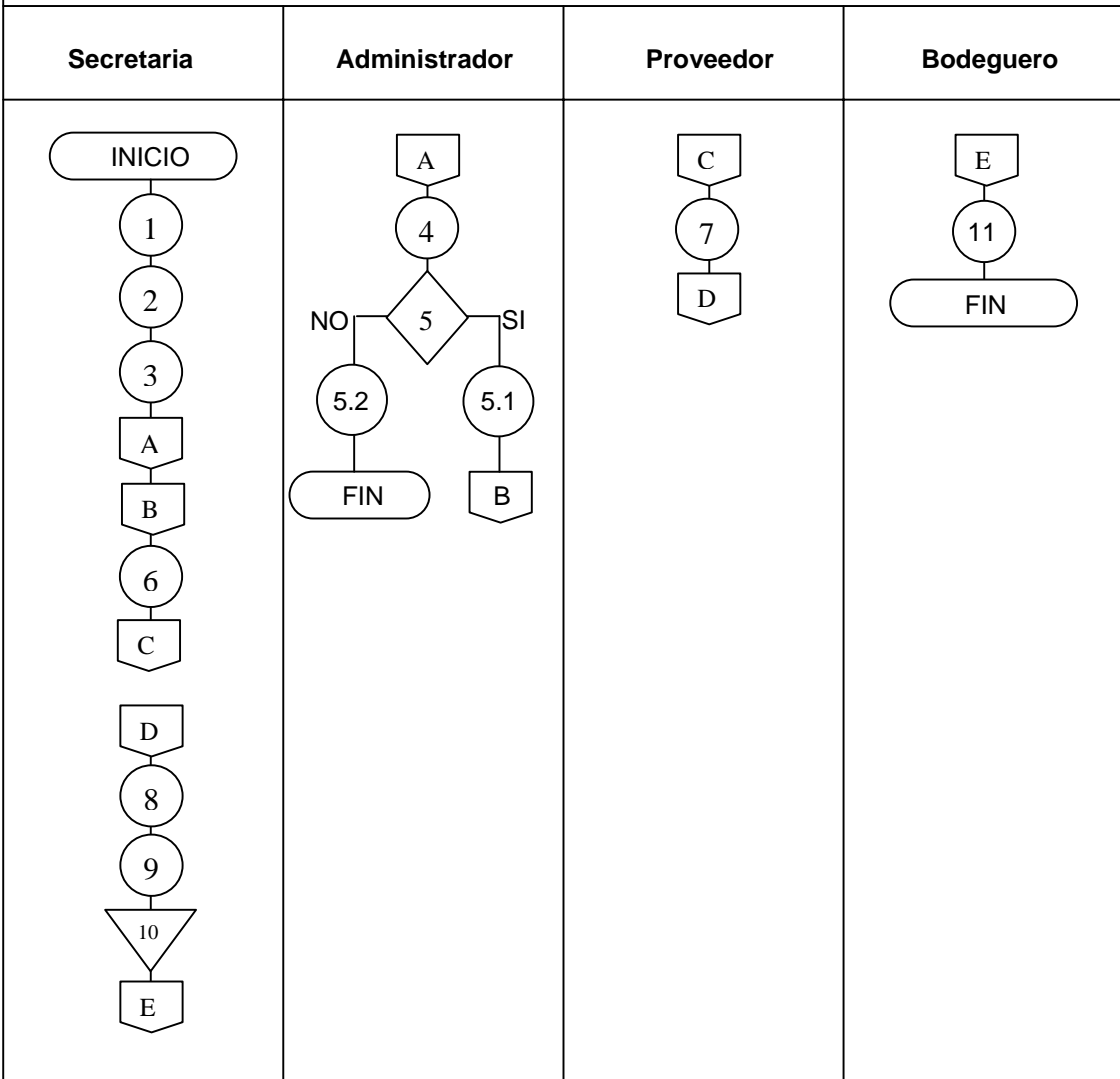 Secretaria
Administrador
Proveedor
Bodeguero
INICIO
1
2
3
A
B
6
C
D
8
9
10
E
A
4
NO
5
SI
5.2
5.1
FIN
B
C
7
D
E
11
FIN